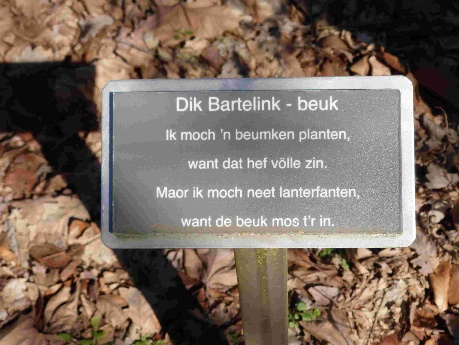 Dik Bartelink - beuk
Ik moch 'n beumken planten,
want dat hef völle zin.
Maor ik moch neet lanterfanten,
want de beuk mos t'r in.